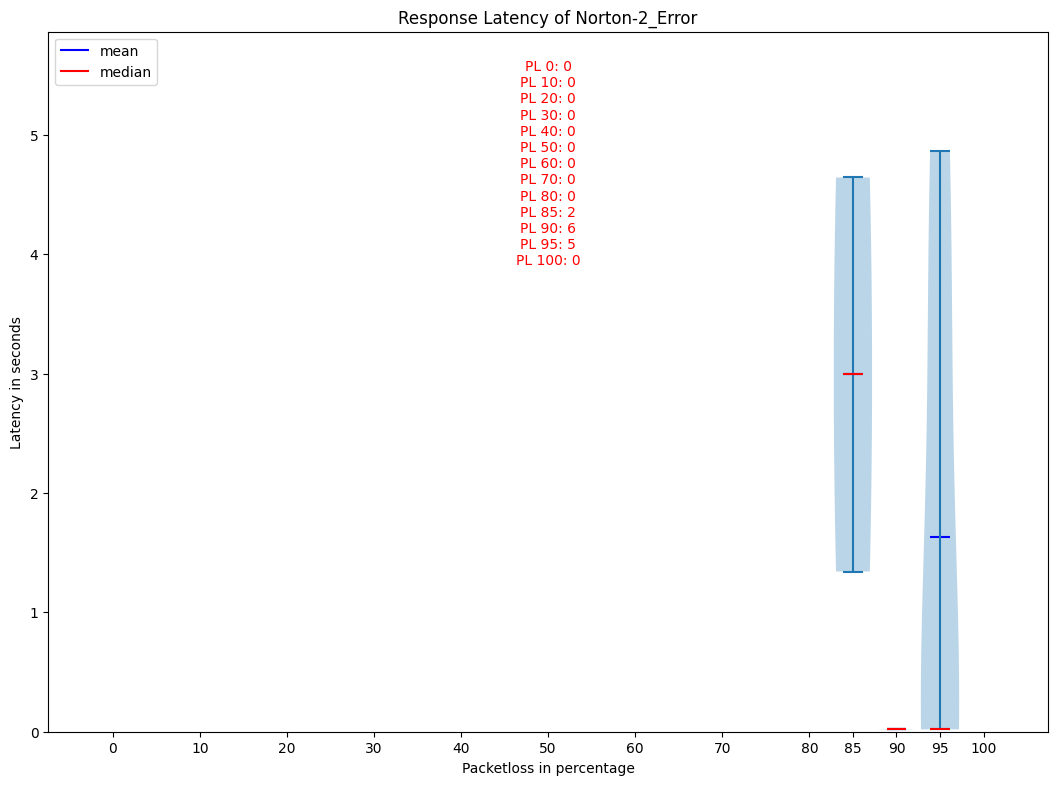 Response Latency of Norton-2_Error
mean
median
PL 0: 0
PL 10: 0
PL 20: 0
PL 30: 0
PL 40: 0
PL 50: 0
PL 60: 0
PL 70: 0
PL 80: 0
PL 85: 2
PL 90: 6
PL 95: 5
PL 100: 0
Latency in seconds
5
4
3
2
1
0
0 10 20 30 40 50 60 70 80 85 90 95 100
Packetloss in percentage